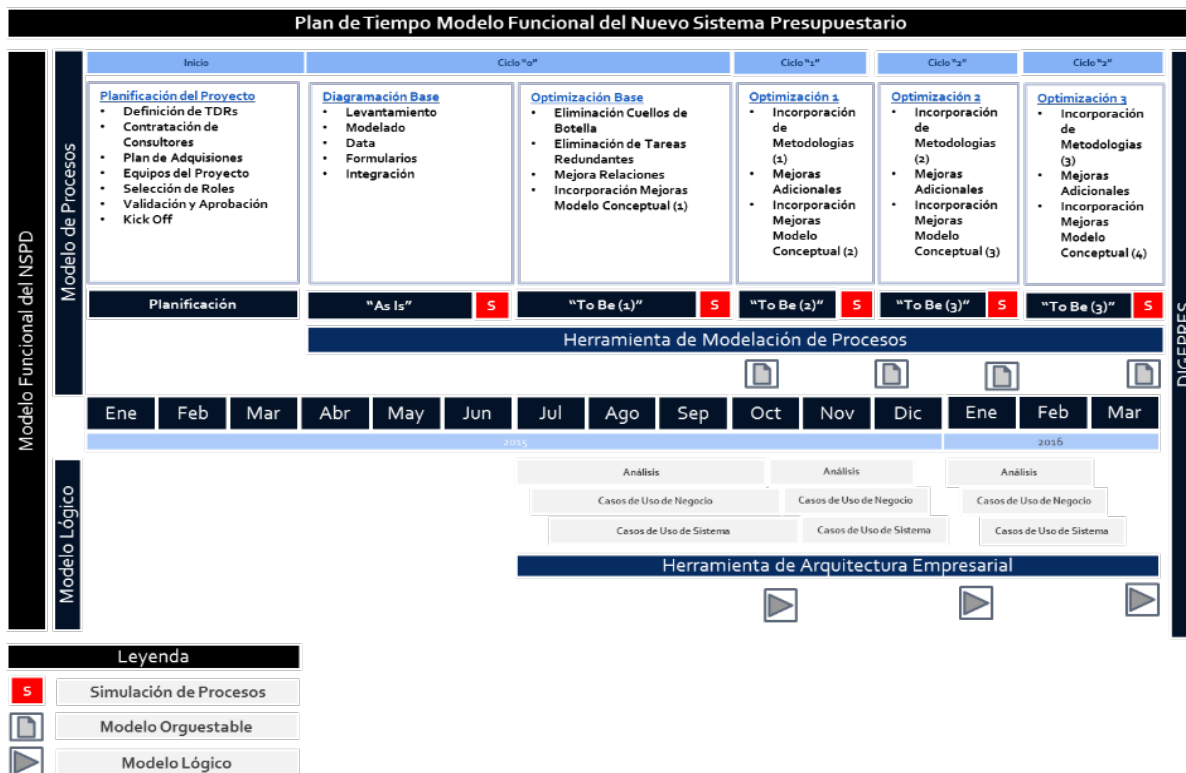 Plan de Tiempo Modelo Funcional del Nuevo Sistema Presupuestario
Modelo Funcional del NSPD
Modelo de Procesos
Inicio
Ciclo "0"
Ciclo "1"
Ciclo "2"
Ciclo "2"
Planificación del Proyecto
• Definición de TDRs
• Contratación de
Consultores
• Plan de Adquisiones
• Equipos del Proyecto
• Selección de Roles
• Validación y Aprobación
• Kick Off
Diagramación Base
• Levantamiento
• Modelado
• Data
• Formularios
• Integración
Optimización Base
• Eliminación Cuellos de
Botella
• Eliminación de Tareas
Redundantes
• Mejora Relaciones
• Incorporación Mejoras
Modelo Conceptual (1)
Optimización 1
• Incorporación
de
Metodologias
(1)
• Mejoras
Adicionales
• Incorporación
Mejoras
Modelo
Conceptual (2)
Optimización 2
• Incorporación
de
Metodologias
(2)
• Mejoras
Adicionales
• Incorporación
Mejoras
Modelo
Conceptual (3)
Optimización 3
• Incorporación
de
Metodologias
(3)
• Mejoras
Adicionales
• Incorporación
Mejoras
Modelo
Conceptual (4)
Planificación
"As Is"
S
"To Be (1)"
S
"To Be (2)"
S
"To Be (3)"
S
"To Be (3)"
S
Herramienta de Modelación de Procesos
DIGEPRES
Ene Feb Mar Abr May Jun Jul Ago Sep Oct Nov Dic Ene Feb Mar
2015
2016
Modelo Lógico
Análisis
Análisis
Análisis
Casos de Uso de Negocio
Casos de Uso de Negocio
Casos de Uso de Negocio
Casos de Uso de Sistema
Casos de Uso de Sistema
Casos de Uso de Sistema
Herramienta de Arquitectura Empresarial
Leyenda
S
Simulación de Procesos
Modelo Orguestable
Modelo Lógico